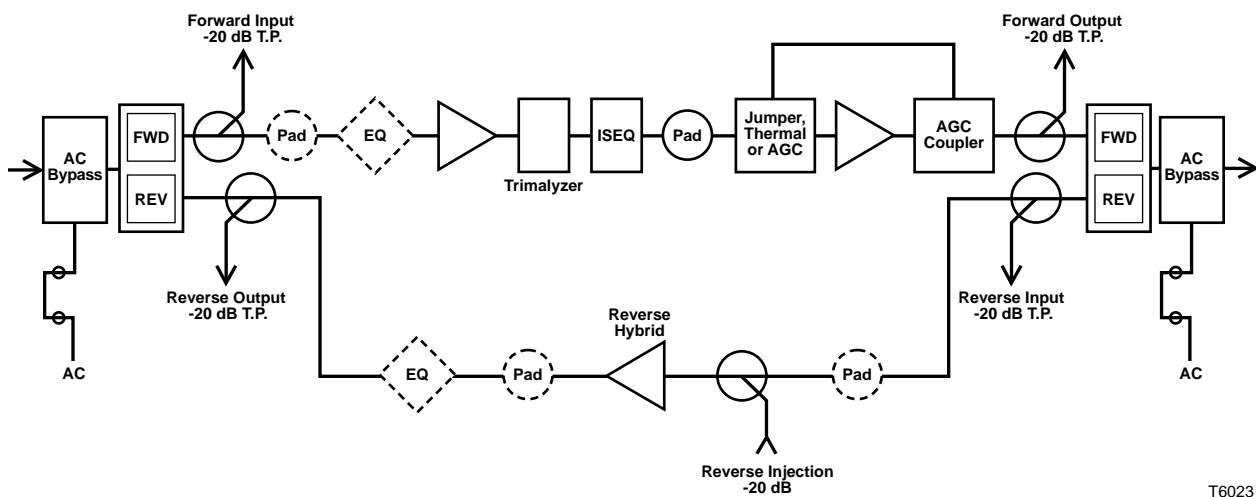 Forward Input
-20 dB T.P.
Forward Output
-20 dB T.P.
AC
Bypass
FWD
REV
Pad
EQ
Trimalyzer
ISEQ
Pad
Jumper,
Thermal
or AGC
AGC
Coupler
FWD
REV
AC
Bypass
Reverse Output
-20 dB T.P.
Reverse Input
-20 dB T.P.
AC
EQ
Pad
Reverse
Hybrid
Pad
AC
Reverse Injection
-20 dB
T6023